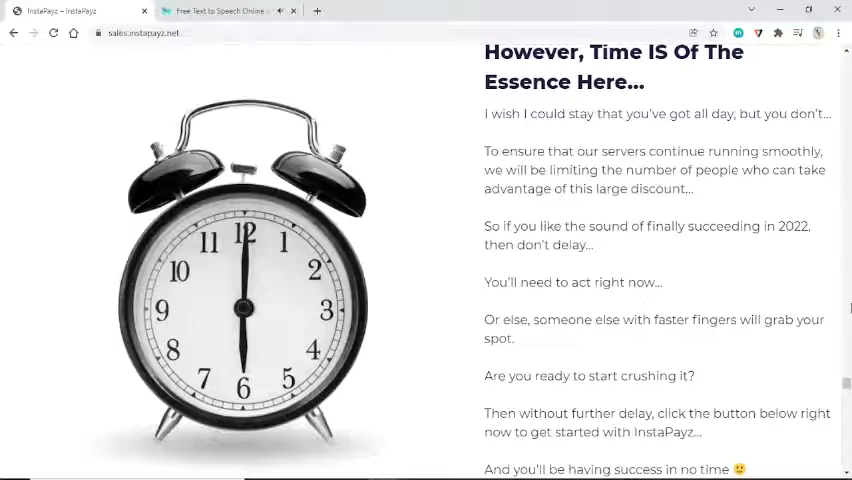 InstaPayz – InstaPayz
Free Text to Speech Online
sales.instapayz.net
However, Time IS Of The
Essence Here...
I wish I could stay that you've got all day, but you don't...
To ensure that our servers continue running smoothly,
we will be limiting the number of people who can take
advantage of this large discount...
So if you like the sound of finally succeeding in 2022,
then don't delay...
You'll need to act right now...
Or else, someone else with faster fingers will grab your
spot.
Are you ready to start crushing it?
Then without further delay, click the button below right
now to get started with InstaPayz...
And you'll be having success in no time 🙂
12
11
1
10
2
9
3
8
4
7
5
6